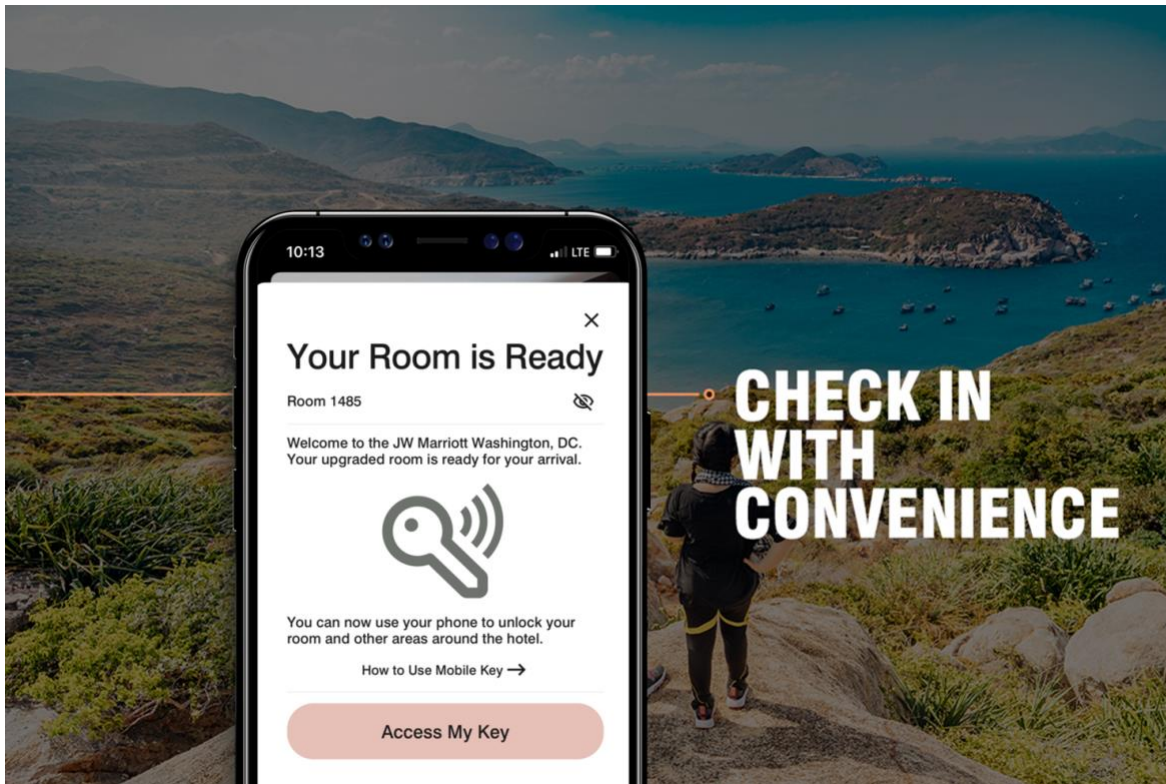 10:13
LTE
Your Room is Ready
Room 1485
Welcome to the JW Marriott Washington, DC.
Your upgraded room is ready for your arrival.
You can now use your phone to unlock your
room and other areas around the hotel.
How to Use Mobile Key →
Access My Key
CHECK IN
WITH
CONVENIENCE